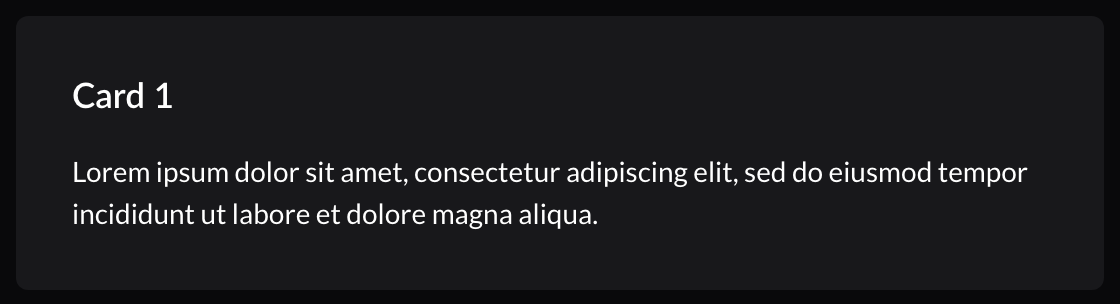 Card 1
Lorem ipsum dolor sit amet, consectetur adipiscing elit, sed do eiusmod tempor
incididunt ut labore et dolore magna aliqua.